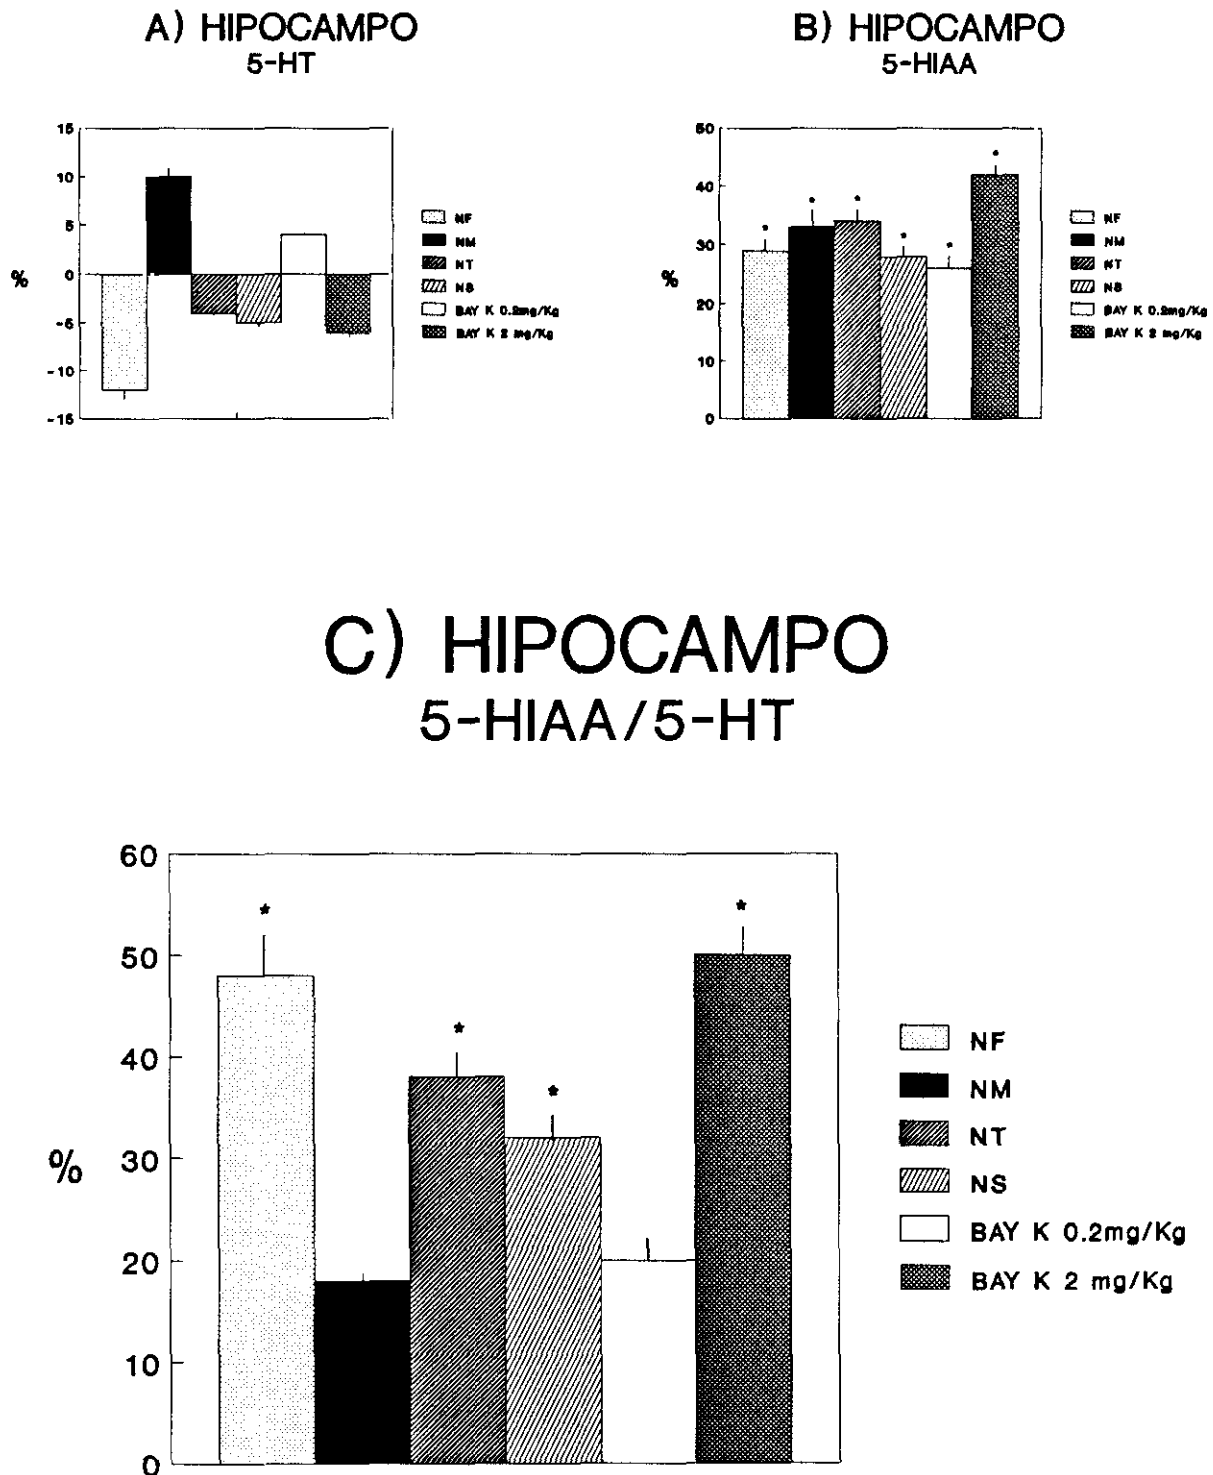 A) HIPOCAMPO
5-HT
15
10
5
0
-5
-10
-15
%
NF
NM
NT
NS
BAY K 0.2mg/Kg
BAY K 2 mg/Kg
B) HIPOCAMPO
5-HIAA
50
40
30
20
10
0
%
* * * * * *
NF
NM
NT
NS
BAY K 0.2mg/Kg
BAY K 2 mg/Kg
C) HIPOCAMPO
5-HIAA/5-HT
60
50
40
30
20
10
0
%
* * * *
NF
NM
NT
NS
BAY K 0.2mg/Kg
BAY K 2 mg/Kg